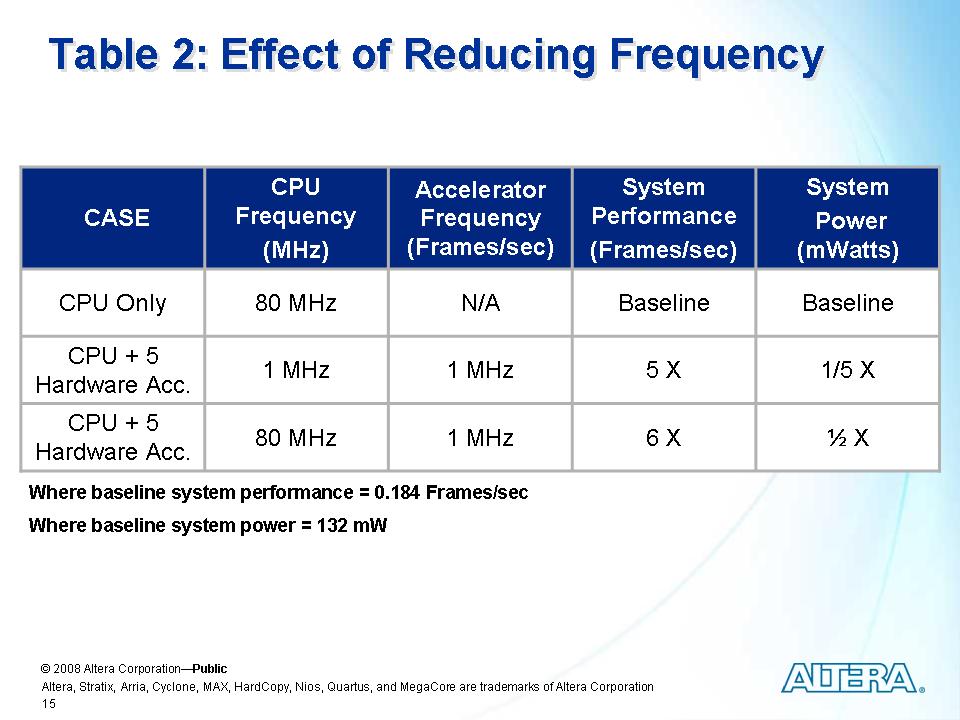 Table 2: Effect of Reducing Frequency
CASE
CPU
Frequency
(MHz)
Accelerator
Frequency
(Frames/sec)
System
Performance
(Frames/sec)
System
Power
(mWatts)
CPU Only
80 MHz
N/A
Baseline
Baseline
CPU + 5
Hardware Acc.
1 MHz
1 MHz
5 X
1/5 X
CPU + 5
Hardware Acc.
80 MHz
1 MHz
6 X
½ X
Where baseline system performance = 0.184 Frames/sec
Where baseline system power = 132 mW
© 2008 Altera Corporation—Public
Altera, Stratix, Arria, Cyclone, MAX, HardCopy, Nios, Quartus, and MegaCore are trademarks of Altera Corporation
15
ALTERA®